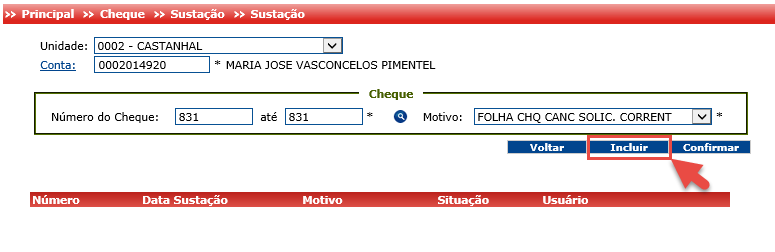 >> Principal >> Cheque >> Sustação >> Sustação
Unidade: 0002 - CASTANHAL
Conta: 0002014920 * MARIA JOSE VASCONCELOS PIMENTEL
Cheque
Número do Cheque: 831 até 831 * Motivo: FOLHA CHQ CANC SOLIC. CORRENT *
Voltar Incluir Confirmar
Número Data Sustação Motivo Situação Usuário